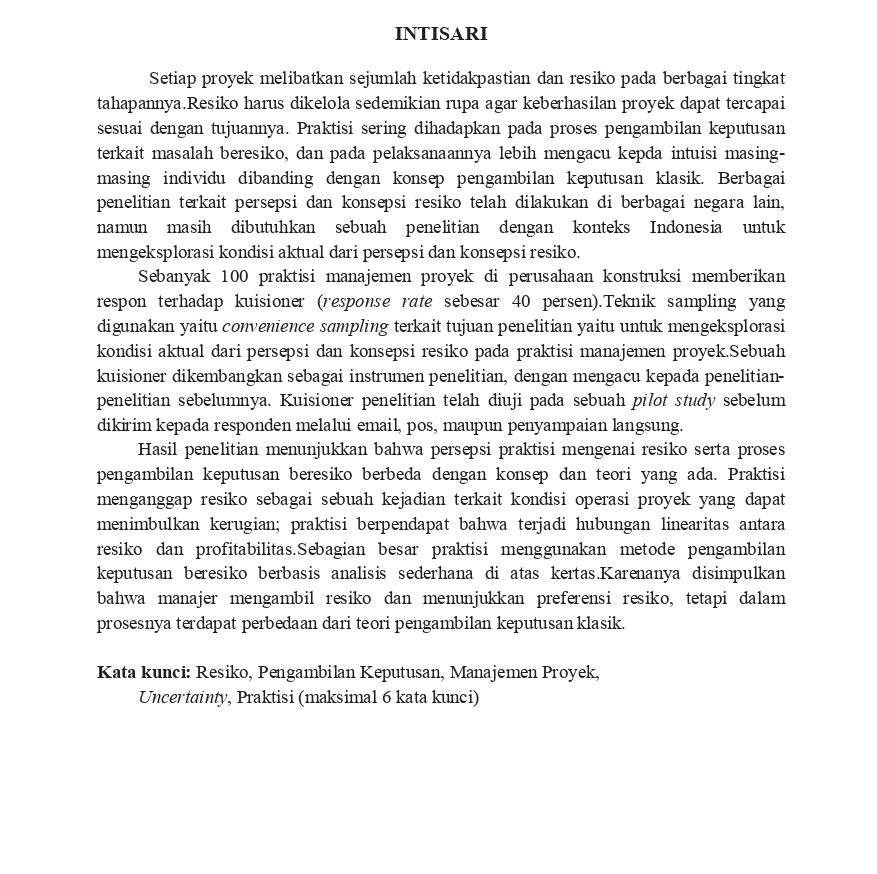 INTISARI
Setiap proyek melibatkan sejumlah ketidakpastian dan resiko pada berbagai tingkat
tahapannya.Resiko harus dikelola sedemikian rupa agar keberhasilan proyek dapat tercapai
sesuai dengan tujuannya. Praktisi sering dihadapkan pada proses pengambilan keputusan
terkait masalah beresiko, dan pada pelaksanaannya lebih mengacu kepda intuisi masing-
masing individu dibanding dengan konsep pengambilan keputusan klasik. Berbagai
penelitian terkait persepsi dan konsepsi resiko telah dilakukan di berbagai negara lain,
namun masih dibutuhkan sebuah penelitian dengan konteks Indonesia untuk
mengeksplorasi kondisi aktual dari persepsi dan konsepsi resiko.
Sebanyak 100 praktisi manajemen proyek di perusahaan konstruksi memberikan
respon terhadap kuisioner (response rate sebesar 40 persen).Teknik sampling yang
digunakan yaitu convenience sampling terkait tujuan penelitian yaitu untuk mengeksplorasi
kondisi aktual dari persepsi dan konsepsi resiko pada praktisi manajemen proyek.Sebuah
kuisioner dikembangkan sebagai instrumen penelitian, dengan mengacu kepada penelitian-
penelitian sebelumnya. Kuisioner penelitian telah diuji pada sebuah pilot study sebelum
dikirim kepada responden melalui email, pos, maupun penyampaian langsung.
Hasil penelitian menunjukkan bahwa persepsi praktisi mengenai resiko serta proses
pengambilan keputusan beresiko berbeda dengan konsep dan teori yang ada. Praktisi
menganggap resiko sebagai sebuah kejadian terkait kondisi operasi proyek yang dapat
menimbulkan kerugian; praktisi berpendapat bahwa terjadi hubungan linearitas antara
resiko dan profitabilitas.Sebagian besar praktisi menggunakan metode pengambilan
keputusan beresiko berbasis analisis sederhana di atas kertas.Karenanya disimpulkan
bahwa manajer mengambil resiko dan menunjukkan preferensi resiko, tetapi dalam
prosesnya terdapat perbedaan dari teori pengambilan keputusan klasik.
Kata kunci: Resiko, Pengambilan Keputusan, Manajemen Proyek,
Uncertainty, Praktisi (maksimal 6 kata kunci)